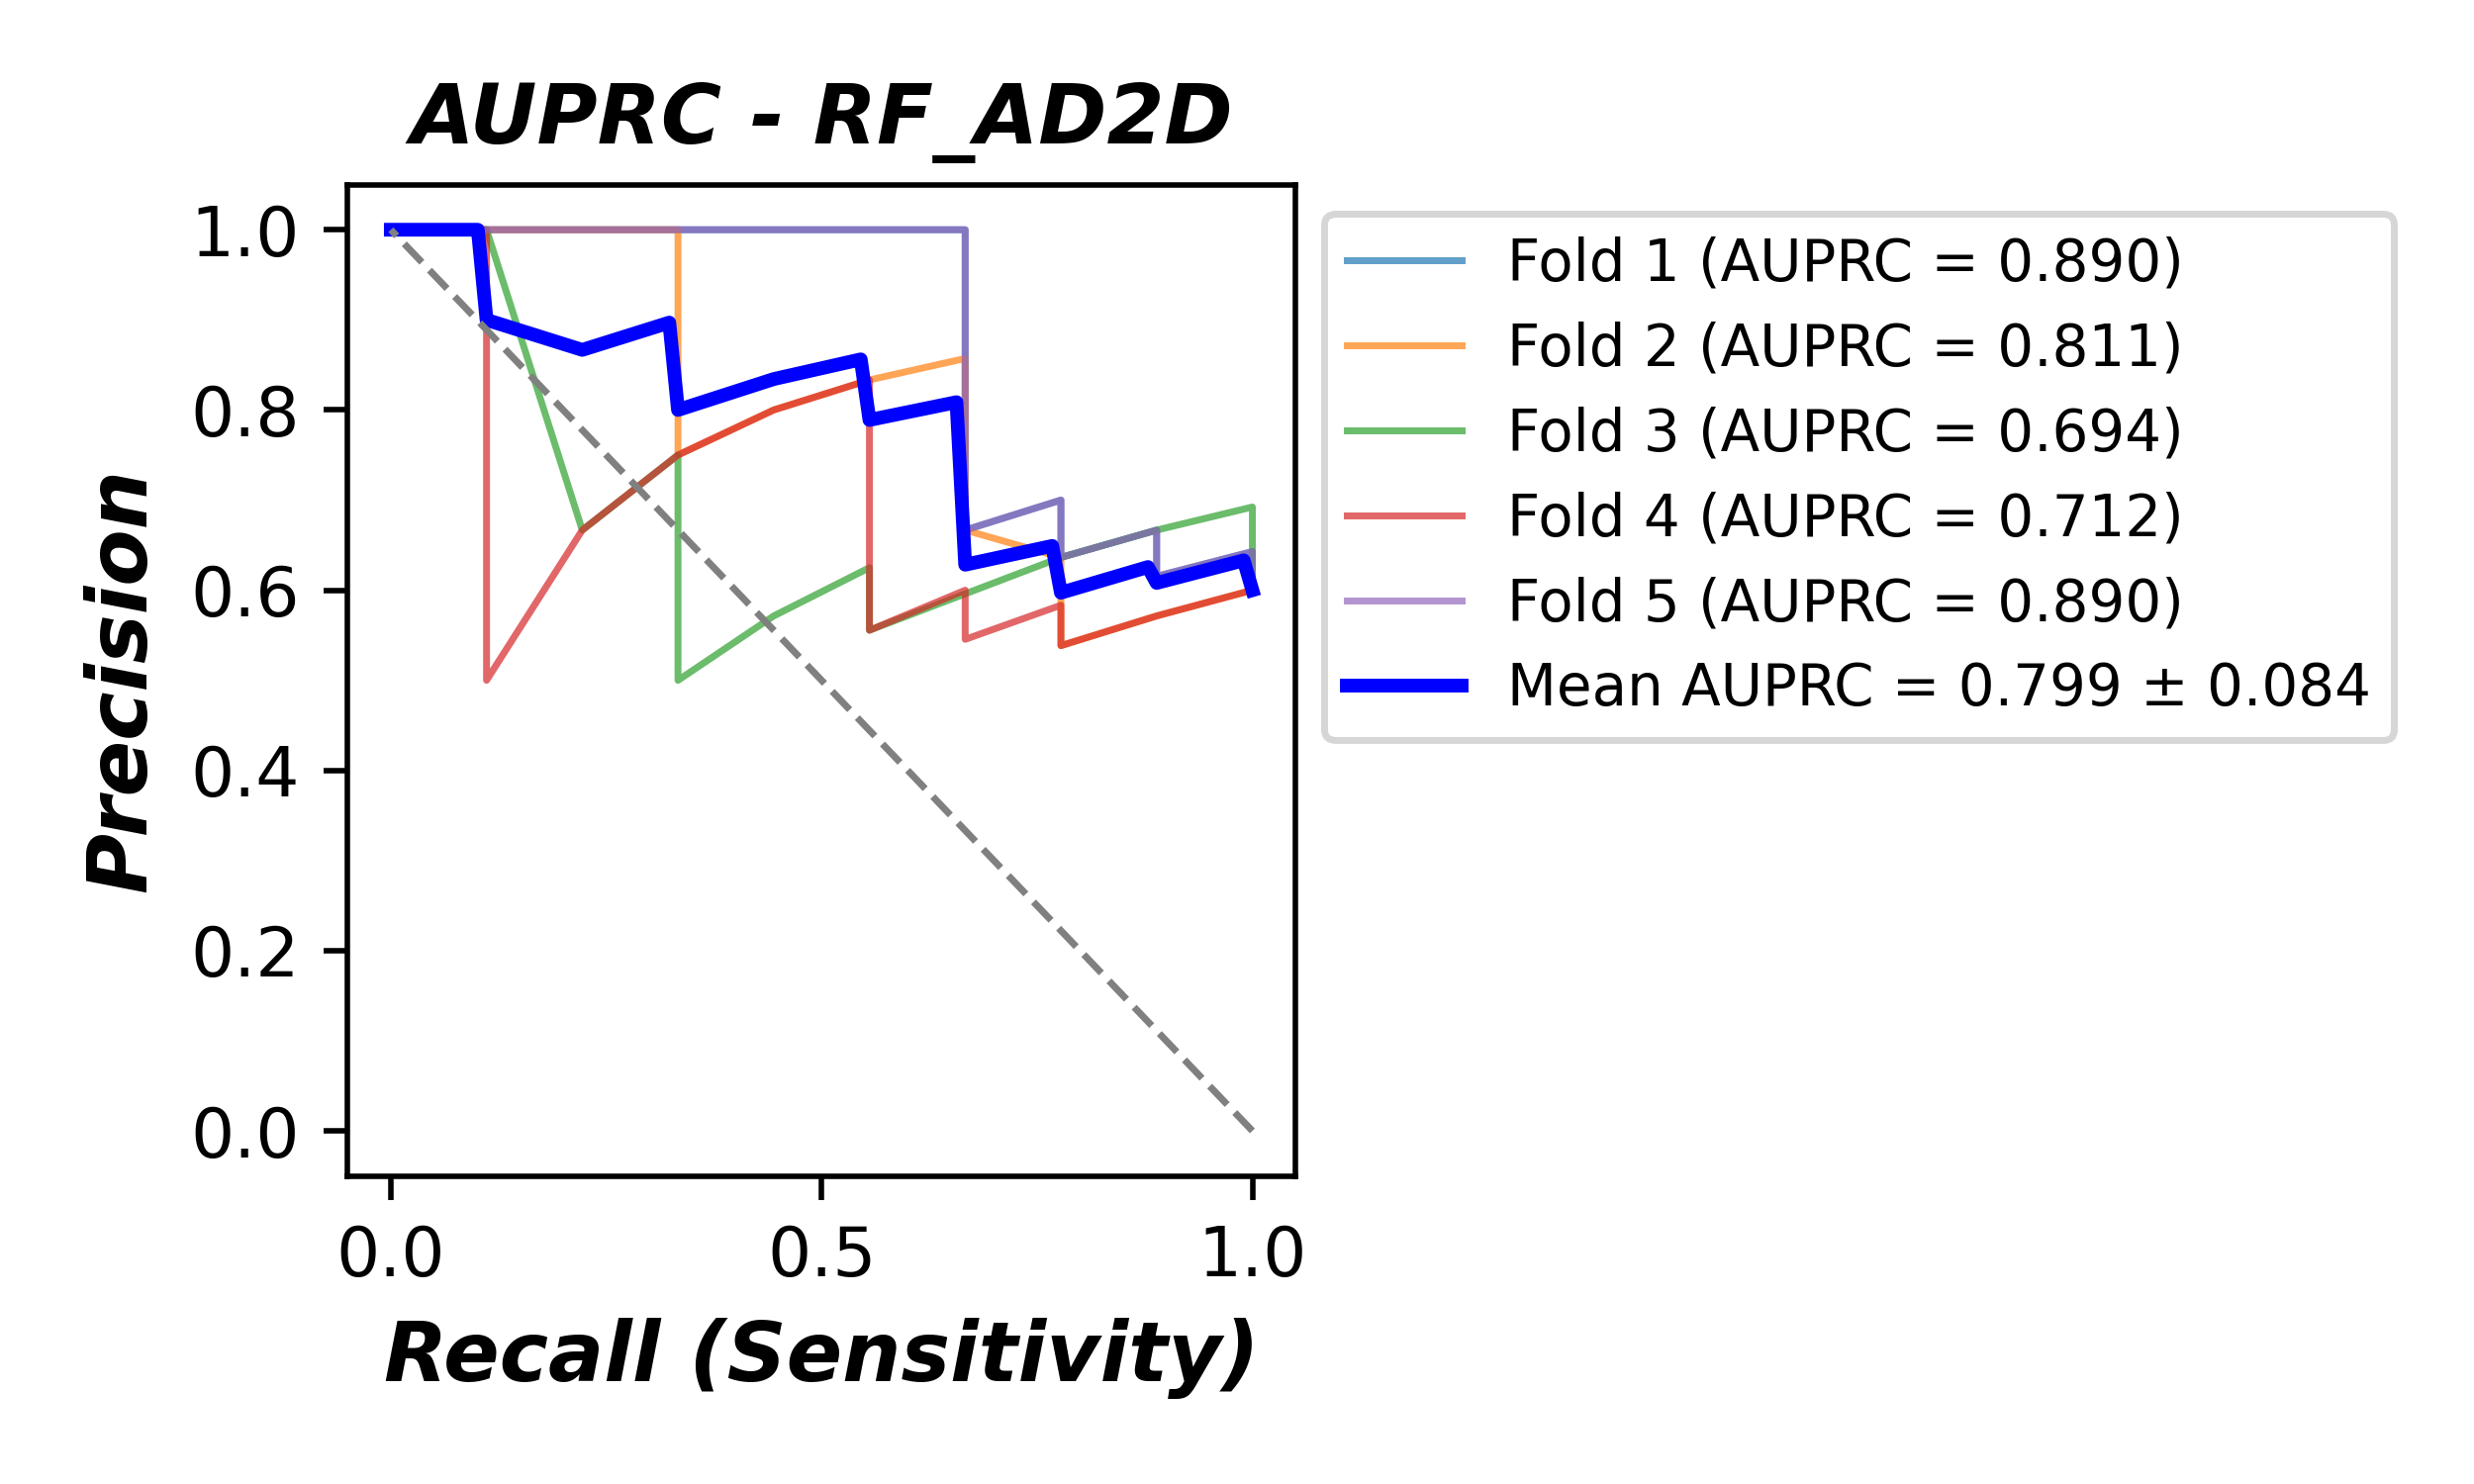 AUPRC - RF_AD2D
Precision
1.0
0.8
0.6
0.4
0.2
0.0
0.0 0.5 1.0
Recall (Sensitivity)
Fold 1 (AUPRC = 0.890)
Fold 2 (AUPRC = 0.811)
Fold 3 (AUPRC = 0.694)
Fold 4 (AUPRC = 0.712)
Fold 5 (AUPRC = 0.890)
Mean AUPRC = 0.799 ± 0.084